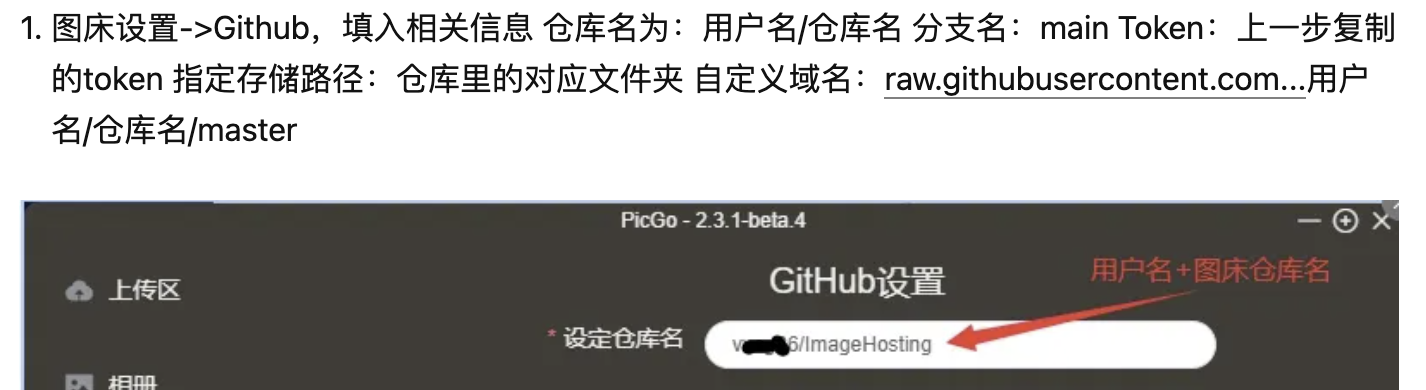 1. 图床设置->Github，填入相关信息 仓库名为：用户名/仓库名 分支名：main Token：上一步复制
的token 指定存储路径：仓库里的对应文件夹 自定义域名：raw.githubusercontent.com...用户
名/仓库名/master
PicGo - 2.3.1-beta.4
GitHub设置
用户名+图床仓库名
上传区
* 设定仓库名
6/ImageHosting
相册